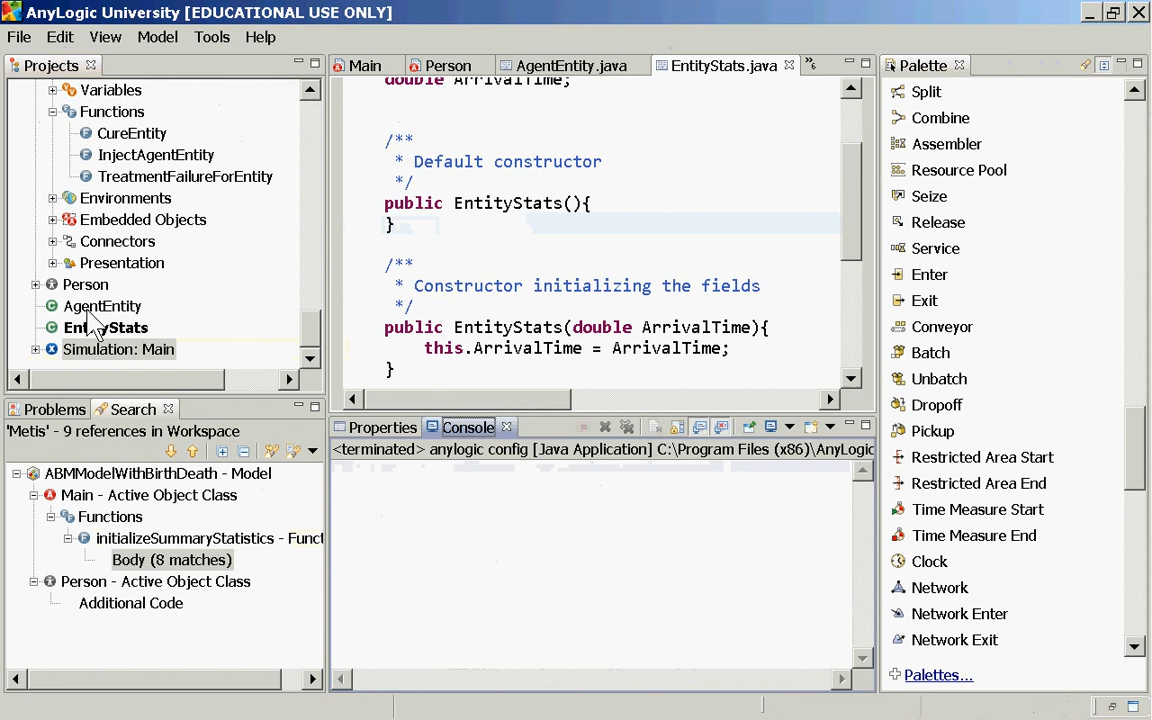 AnyLogic University [EDUCATIONAL USE ONLY]
File Edit View Model Tools Help
Projects
Variables
Functions
CureEntity
InjectAgentEntity
TreatmentFailureForEntity
Environments
Embedded Objects
Connectors
Presentation
Person
AgentEntity
EntityStats
Simulation: Main
Main Person AgentEntity.java EntityStats.java
double ArrivalTime;
/**
* Default constructor
*/
public EntityStats(){
}
/**
* Constructor initializing the fields
*/
public EntityStats(double ArrivalTime){
this.ArrivalTime = ArrivalTime;
}
Palette
Split
Combine
Assembler
Resource Pool
Seize
Release
Service
Enter
Exit
Conveyor
Batch
Unbatch
Dropoff
Pickup
Restricted Area Start
Restricted Area End
Time Measure Start
Time Measure End
Clock
Network
Network Enter
Network Exit
Palettes...
Problems Search
'Metis' - 9 references in Workspace
ABMModelWithBirthDeath - Model
Main - Active Object Class
Functions
initializeSummaryStatistics - Funct
Body (8 matches)
Person - Active Object Class
Additional Code
Properties Console
<terminated> anylogic config [Java Application] C:\Program Files (x86)\AnyLogic